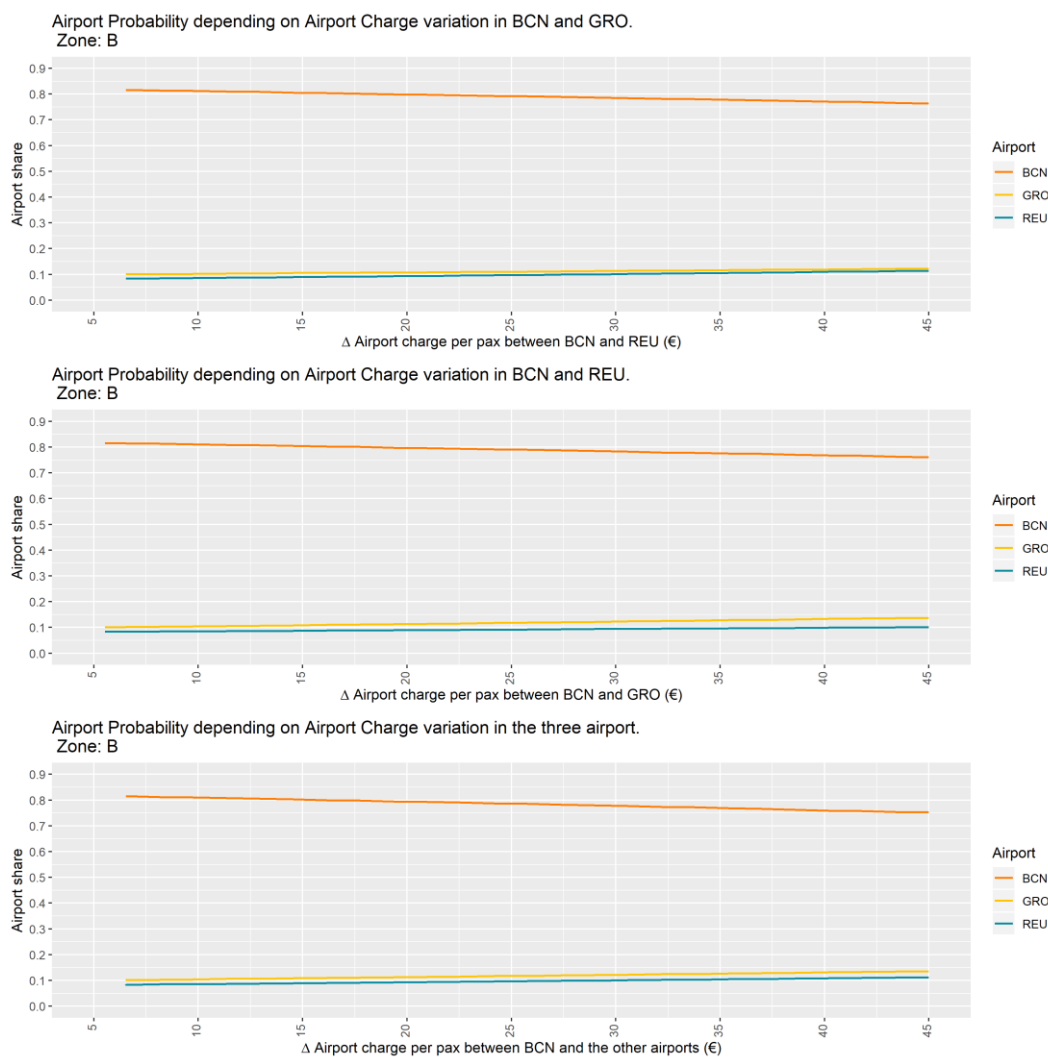 Airport Probability depending on Airport Charge variation in BCN and GRO.
Zone: B
0.9
0.8
0.7
0.6
0.5
0.4
0.3
0.2
0.1
0.0
Airport share
5
10
15
20
25
30
35
40
45
Δ Airport charge per pax between BCN and REU (€)
Airport
BCN
GRO
REU
Airport Probability depending on Airport Charge variation in BCN and REU.
Zone: B
0.9
0.8
0.7
0.6
0.5
0.4
0.3
0.2
0.1
0.0
Airport share
5
10
15
20
25
30
35
40
45
Δ Airport charge per pax between BCN and GRO (€)
Airport
BCN
GRO
REU
Airport Probability depending on Airport Charge variation in the three airport.
Zone: B
0.9
0.8
0.7
0.6
0.5
0.4
0.3
0.2
0.1
0.0
Airport share
5
10
15
20
25
30
35
40
45
Δ Airport charge per pax between BCN and the other airports (€)
Airport
BCN
GRO
REU